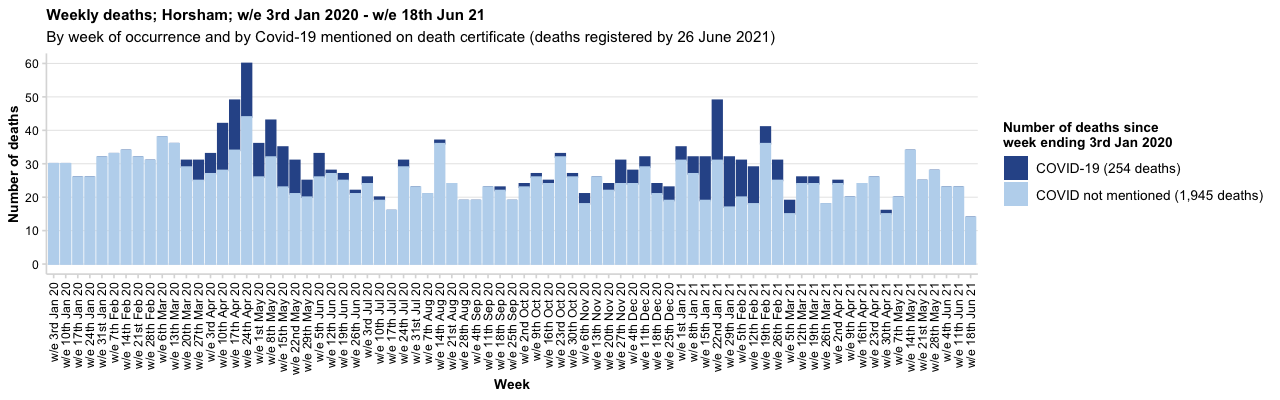 Weekly deaths; Horsham; w/e 3rd Jan 2020 - w/e 18th Jun 21
By week of occurrence and by Covid-19 mentioned on death certificate (deaths registered by 26 June 2021)
Number of deaths
60
50
40
30
20
10
0
Number of deaths since
week ending 3rd Jan 2020
COVID-19 (254 deaths)
COVID not mentioned (1,945 deaths)
w/e 3rd Jan 20
w/e 10th Jan 20
w/e 17th Jan 20
w/e 24th Jan 20
w/e 31st Jan 20
w/e 7th Feb 20
w/e 14th Feb 20
w/e 21st Feb 20
w/e 28th Feb 20
w/e 6th Mar 20
w/e 13th Mar 20
w/e 20th Mar 20
w/e 27th Mar 20
w/e 3rd Apr 20
w/e 10th Apr 20
w/e 17th Apr 20
w/e 24th Apr 20
w/e 1st May 20
w/e 8th May 20
w/e 15th May 20
w/e 22nd May 20
w/e 29th May 20
w/e 5th Jun 20
w/e 12th Jun 20
w/e 19th Jun 20
w/e 26th Jun 20
w/e 3rd Jul 20
w/e 10th Jul 20
w/e 17th Jul 20
w/e 24th Jul 20
w/e 31st Jul 20
w/e 7th Aug 20
w/e 14th Aug 20
w/e 21st Aug 20
w/e 28th Aug 20
w/e 4th Sep 20
w/e 11th Sep 20
w/e 18th Sep 20
w/e 25th Sep 20
w/e 2nd Oct 20
w/e 9th Oct 20
w/e 16th Oct 20
w/e 23rd Oct 20
w/e 30th Oct 20
w/e 6th Nov 20
w/e 13th Nov 20
w/e 20th Nov 20
w/e 27th Nov 20
w/e 4th Dec 20
w/e 11th Dec 20
w/e 18th Dec 20
w/e 25th Dec 20
w/e 1st Jan 21
w/e 8th Jan 21
w/e 15th Jan 21
w/e 22nd Jan 21
w/e 29th Jan 21
w/e 5th Feb 21
w/e 12th Feb 21
w/e 19th Feb 21
w/e 26th Feb 21
w/e 5th Mar 21
w/e 12th Mar 21
w/e 19th Mar 21
w/e 26th Mar 21
w/e 2nd Apr 21
w/e 9th Apr 21
w/e 16th Apr 21
w/e 23rd Apr 21
w/e 30th Apr 21
w/e 7th May 21
w/e 14th May 21
w/e 21st May 21
w/e 28th May 21
w/e 4th Jun 21
w/e 11th Jun 21
w/e 18th Jun 21
Week